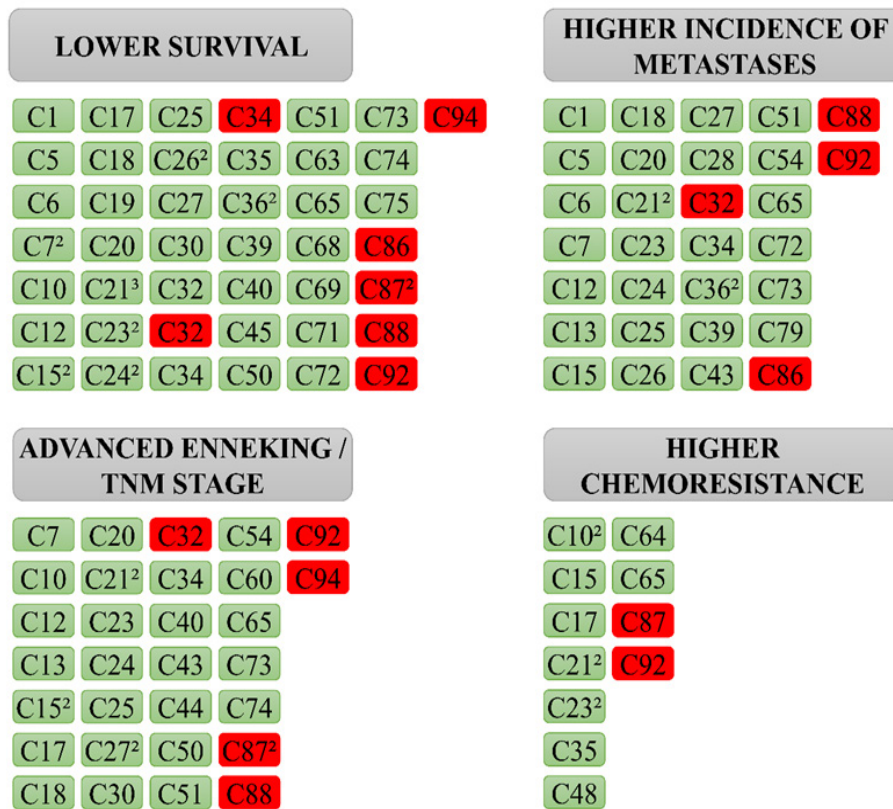 LOWER SURVIVAL
C1 C17 C25 C34 C51 C73 C94
C5 C18 C26² C35 C63 C74
C6 C19 C27 C36² C65 C75
C7² C20 C30 C39 C68 C86
C10 C21³ C32 C40 C69 C87²
C12 C23² C32 C45 C71 C88
C15² C24² C34 C50 C72 C92
HIGHER INCIDENCE OF
METASTASES
C1 C18 C27 C51 C88
C5 C20 C28 C54 C92
C6 C21² C32 C65
C7 C23 C34 C72
C12 C24 C36² C73
C13 C25 C39 C79
C15 C26 C43 C86
ADVANCED ENNEKING /
TNM STAGE
C7 C20 C32 C54 C92
C10 C21² C34 C60 C94
C12 C23 C40 C65
C13 C24 C43 C73
C15² C25 C44 C74
C17 C27² C50 C87²
C18 C30 C51 C88
HIGHER
CHEMORESISTANCE
C10² C64
C15 C65
C17 C87
C21² C92
C23²
C35
C48